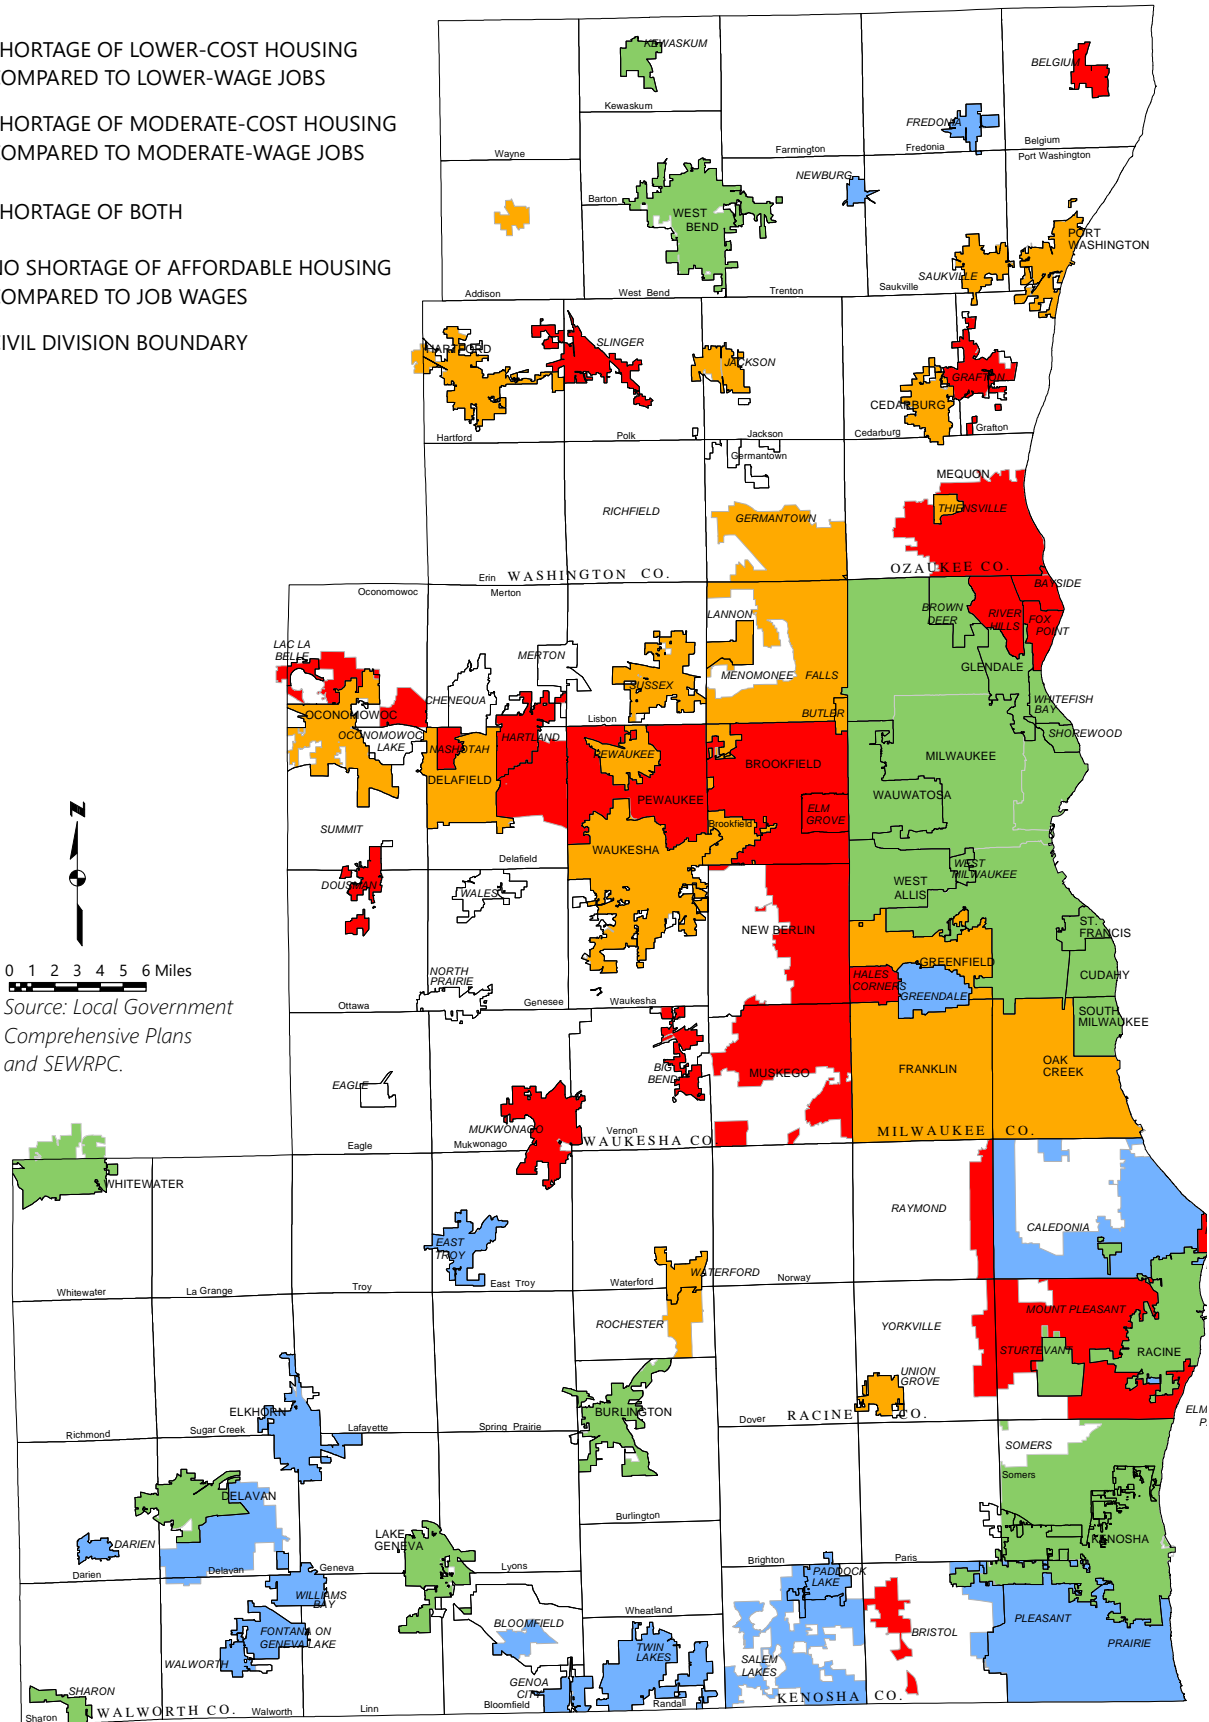 HORTAGE OF LOWER-COST HOUSING
OMPARED TO LOWER-WAGE JOBS
HORTAGE OF MODERATE-COST HOUSING
OMPARED TO MODERATE-WAGE JOBS
HORTAGE OF BOTH
NO SHORTAGE OF AFFORDABLE HOUSING
OMPARED TO JOB WAGES
CIVIL DIVISION BOUNDARY
KEWASKUM
Kewaskum
BELGIUM
FREDONIA
Wayne
Farmington
Fredonia
Belgium
Port Washington
Barton
NEWBURG
WEST
BEND
PORT
WASHINGTON
SAUKVILLE
Addison
West Bend
Trenton
Saukville
HARTFORD
SLINGER
JACKSON
GRAFTON
CEDARBURG
Hartford
Polk
Jackson
Cedarburg
Grafton
Germantown
MEQUON
RICHFIELD
GERMANTOWN
THIENSVILLE
Erin
WASHINGTON CO.
OZAUKEE CO.
Oconomowoc
Merton
BAYSIDE
LANNON
BROWN
DEER
RIVER
HILLS
FOX
POINT
LAC LA
BELLE
MERTON
GLENDALE
CHENEQUA
SUSSEX
MENOMONEE FALLS
WHITEFISH
BAY
OCONOMOWOC
Lisbon
BUTLER
OCONOMOWOC
LAKE
NASHOTAH
HARTLAND
SHOREWOOD
PEWAUKEE
BROOKFIELD
MILWAUKEE
DELAFIELD
WAUWATOSA
PEWAUKEE
ELM
GROVE
SUMMIT
Brookfield
WAUKESHA
Delafield
WEST
MILWAUKEE
DOUSMAN
WALES
WEST
ALLIS
NEW BERLIN
ST.
FRANCIS
GREENFIELD
N
0 1 2 3 4 5 6 Miles
NORTH
PRAIRIE
HALES
CORNERS
GREENDALE
CUDAHY
Ottawa
Genesee
Waukesha
Source: Local Government
Comprehensive Plans
and SEWRPC.
SOUTH
MILWAUKEE
BIG
BEND
MUSKEGO
FRANKLIN
OAK
CREEK
EAGLE
MUKWONAGO
Vernon
Eagle
Mukwonago
WAUKESHA CO.
MILWAUKEE CO.
WHITEWATER
RAYMOND
CALEDONIA
EAST
TROY
WATERFORD
Whitewater
La Grange
Troy
East Troy
Waterford
Norway
ROCHESTER
YORKVILLE
MOUNT PLEASANT
STURTEVANT
RACINE
UNION
GROVE
ELKHORN
BURLINGTON
Dover
RACINE CO.
ELM
P
Richmond
Sugar Creek
Lafayette
Spring Prairie
SOMERS
Somers
DELAVAN
LAKE
GENEVA
Burlington
KENOSHA
DARIEN
Darien
Delavan
Geneva
Lyons
Brighton
Paris
PADDOCK
LAKE
WILLIAMS
BAY
Wheatland
BLOOMFIELD
FONTANA ON
GENEVA LAKE
TWIN
LAKES
SALEM
LAKES
BRISTOL
PLEASANT
PRAIRIE
WALWORTH
GENOA
CITY
SHARON
Sharon
WALWORTH CO.
Walworth
Linn
Bloomfield
Randall
KENOSHA CO.